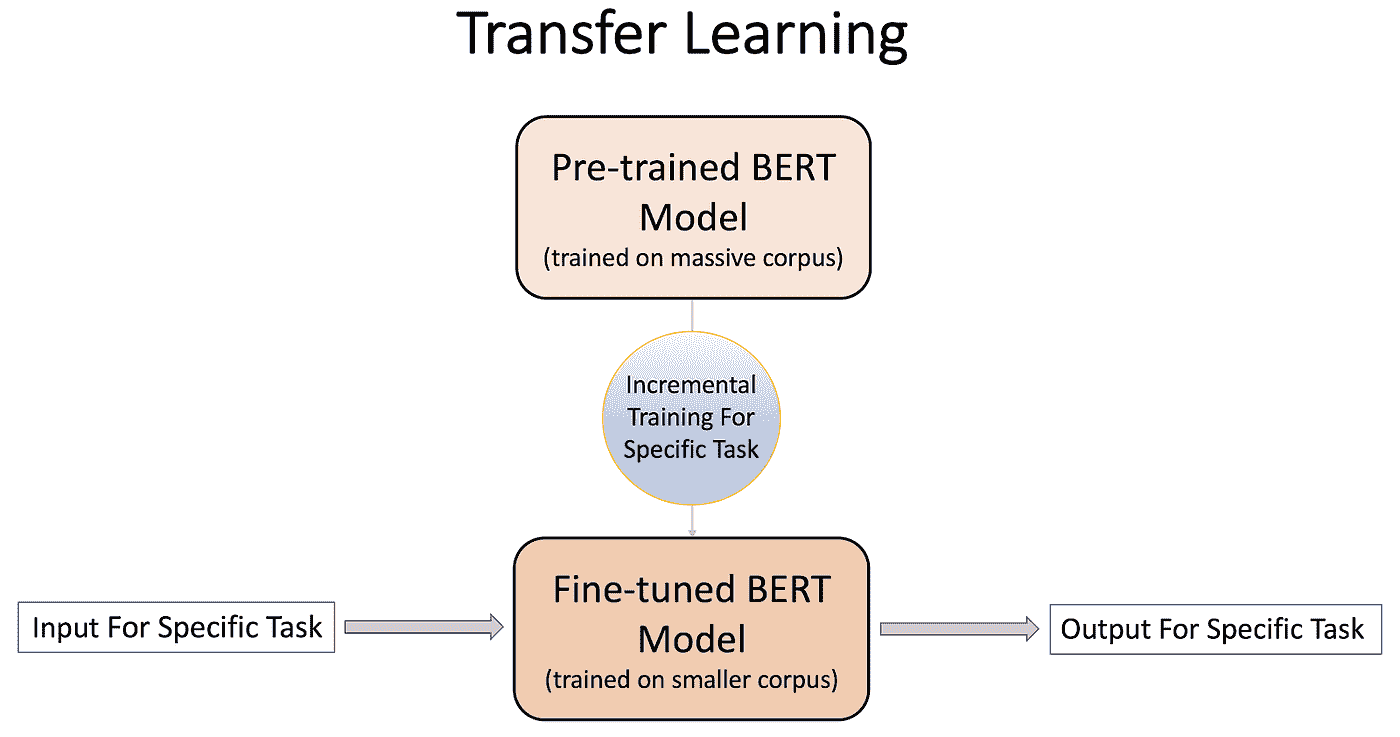 Transfer Learning
Pre-trained BERT
Model
(trained on massive corpus)
Incremental
Training For
Specific Task
Input For Specific Task
Fine-tuned BERT
Model
(trained on smaller corpus)
Output For Specific Task